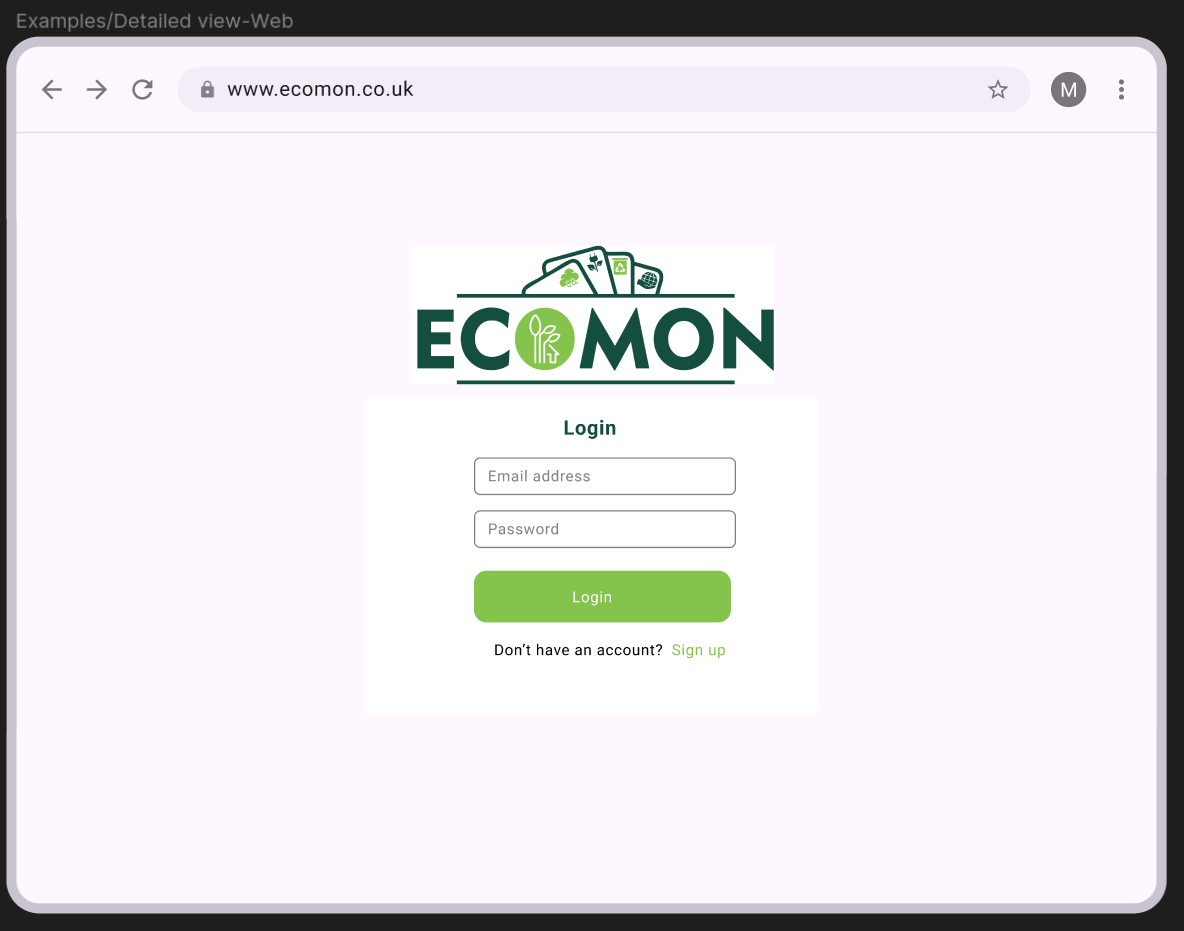 Examples/Detailed view-Web
www.ecomon.co.uk
M
ECOMON
Login
Email address
Password
Login
Don’t have an account? Sign up